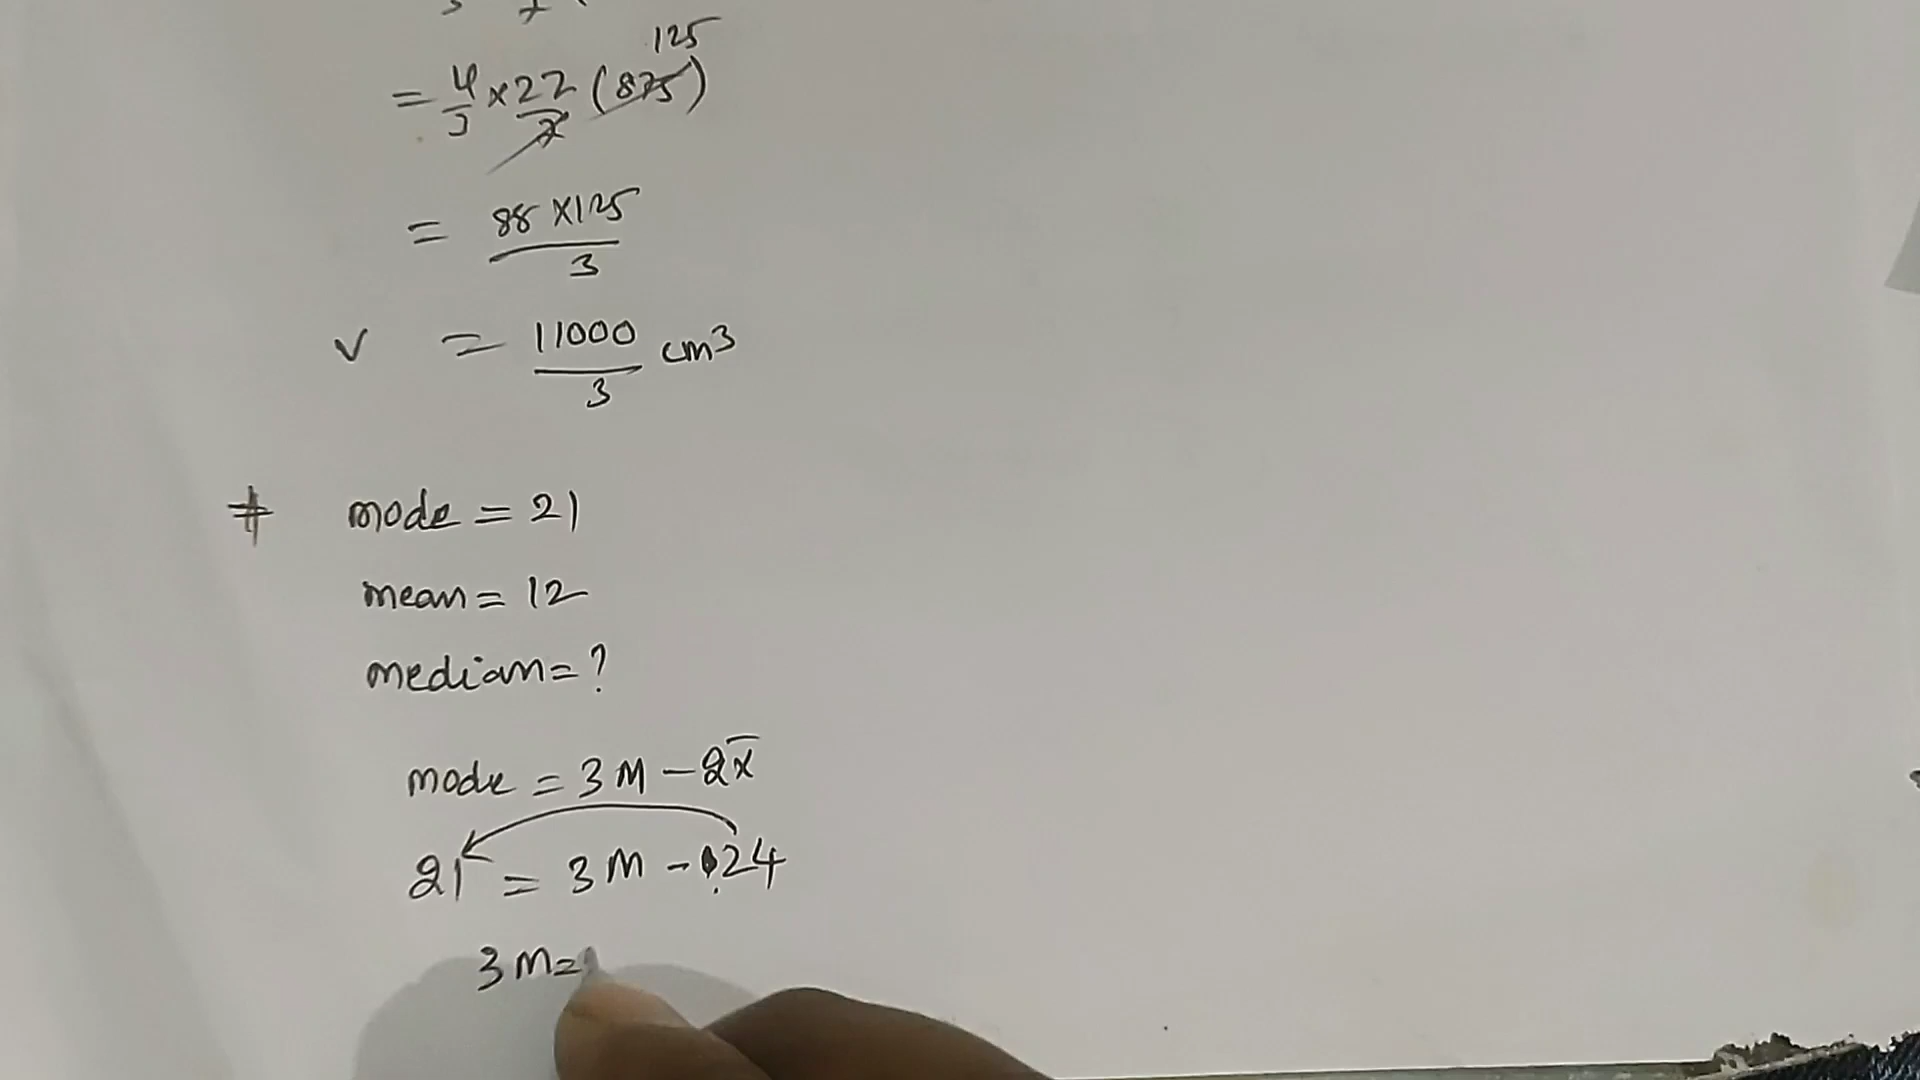 125
= 4/3 × 22/7 (875)
= 88 × 125 / 3
V = 11000 / 3 cm3
# mode = 21
mean = 12
median = ?
mode = 3M - 2x̄
21 = 3M - 24
3M =